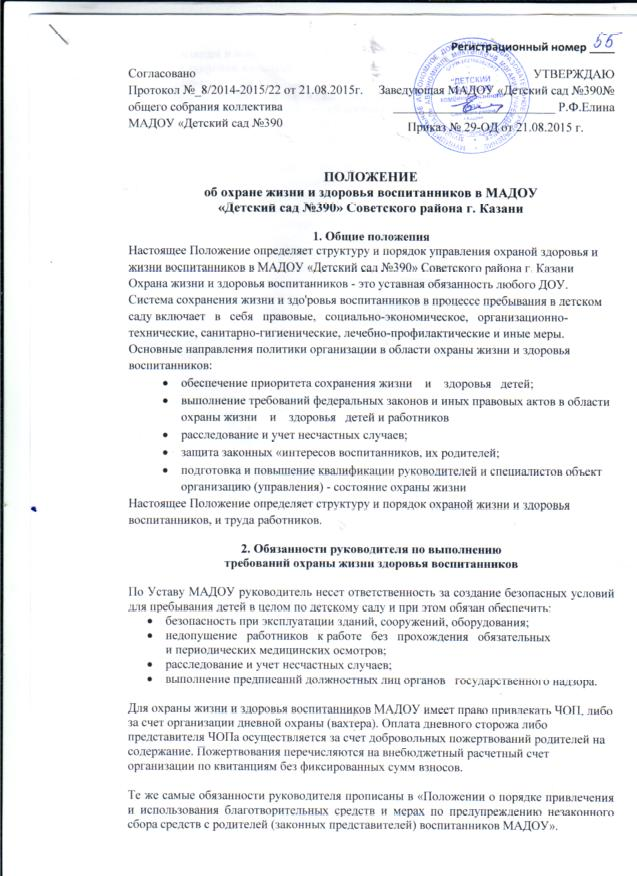 Регистрационный номер 55
Согласовано УТВЕРЖДАЮ
Протокол №_8/2014-2015/22 от 21.08.2015г. Заведующая МАДОУ «Детский сад №390№
общего собрания коллектива Р.Ф.Елина
МАДОУ «Детский сад №390 Приказ № 29-ОД от 21.08.2015 г.
"ДЕТСКИЙ
ПОЛОЖЕНИЕ
об охране жизни и здоровья воспитанников в МАДОУ
«Детский сад №390» Советского района г. Казани
1. Общие положения
Настоящее Положение определяет структуру и порядок управления охраной здоровья и
жизни воспитанников в МАДОУ «Детский сад №390» Советского района г. Казани
Охрана жизни и здоровья воспитанников - это уставная обязанность любого ДОУ.
Система сохранения жизни и здо'ровья воспитанников в процессе пребывания в детском
саду включает в себя правовые, социально-экономическое, организационно-
технические, санитарно-гигиенические, лечебно-профилактические и иные меры.
Основные направления политики организации в области охраны жизни и здоровья
воспитанников:
• обеспечение приоритета сохранения жизни и здоровья детей;
• выполнение требований федеральных законов и иных правовых актов в области
охраны жизни и здоровья детей и работников
• расследование и учет несчастных случаев;
• защита законных «интересов воспитанников, их родителей;
• подготовка и повышение квалификации руководителей и специалистов объект
организацию (управления) - состояние охраны жизни
Настоящее Положение определяет структуру и порядок охраной жизни и здоровья
воспитанников, и труда работников.
2. Обязанности руководителя по выполнению
требований охраны жизни здоровья воспитанников
По Уставу МАДОУ руководитель несет ответственность за создание безопасных условий
для пребывания детей в целом по детскому саду и при этом обязан обеспечить:
• безопасность при эксплуатации зданий, сооружений, оборудования;
• недопущение работников к работе без прохождения обязательных
и периодических медицинских осмотров;
• расследование и учет несчастных случаев;
• выполнение предписаний должностных лиц органов государственного надзора.
Для охраны жизни и здоровья воспитанников МАДОУ имеет право привлекать ЧОП, либо
за счет организации дневной охраны (вахтера). Оплата дневного сторожа либо
представителя ЧОПа осуществляется за счет добровольных пожертвований родителей на
содержание. Пожертвования перечисляются на внебюджетный расчетный счет
организации по квитанциям без фиксированных сумм взносов.
Те же самые обязанности руководителя прописаны в «Положении о порядке привлечения
и использования благотворительных средств и мерах по предупреждению незаконного
сбора средств с родителей (законных представителей) воспитанников МАДОУ».